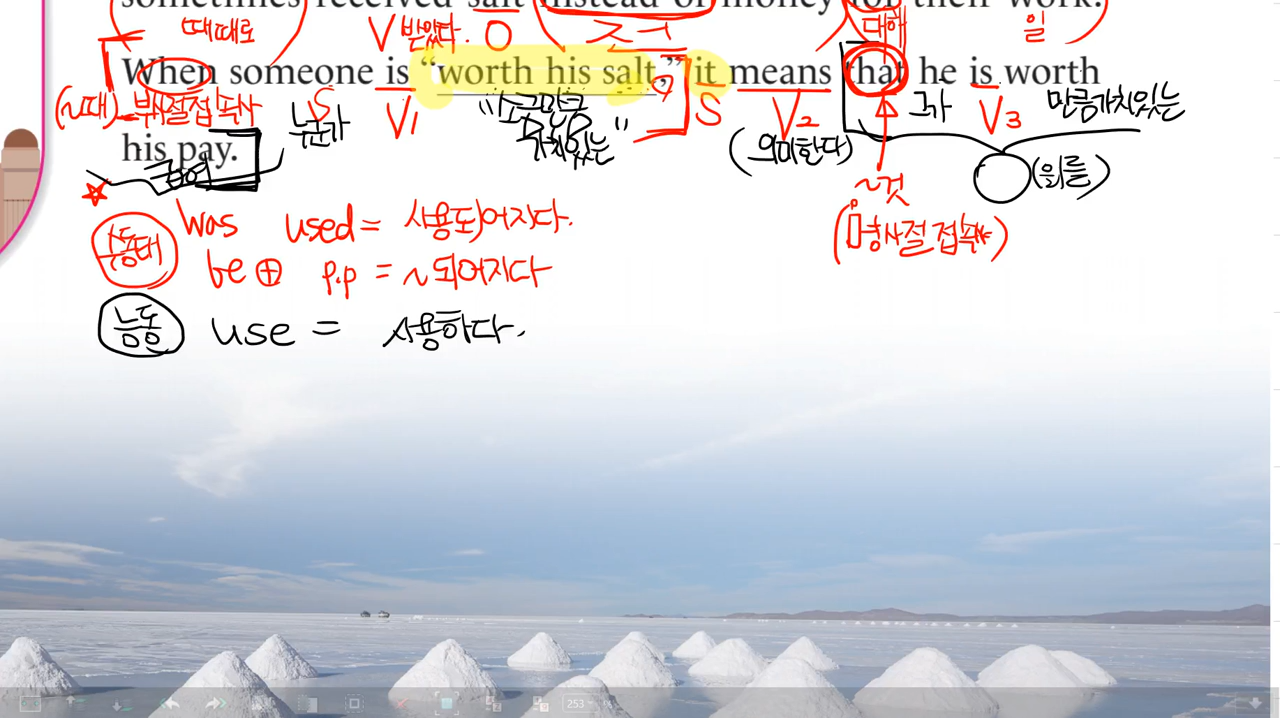 sometimes received salt instead of money for their work.
때때로 V 받았다. O 조건 대해 일
When someone is “worth his salt,” it means that he is worth
(~때) 부사절접속사 S 누군가 V1 "소금만큼 가치있는" S V2 그가 V3 만큼가치있는
his pay.
급여 (의미한다) ~것 (을를)
was used = 사용되어지다.
수동태 be + p.p = ~되어지다
(명사절접속사)
능동 use = 사용하다.
253